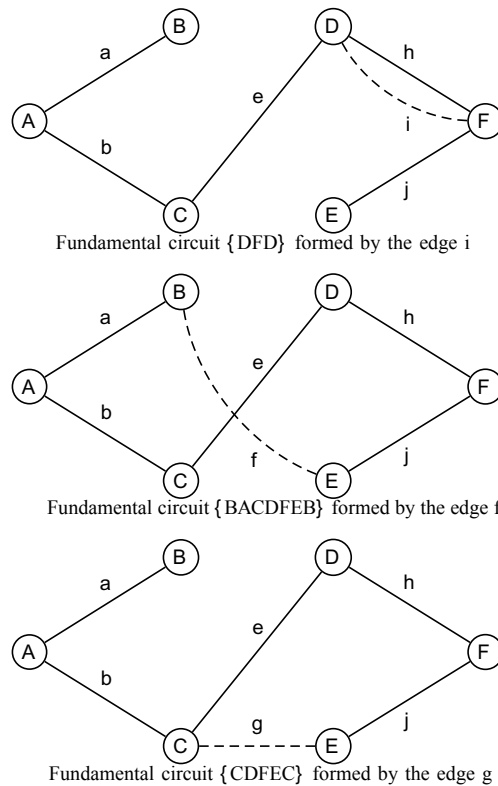 B D
a h
e
A F
i
b
j
C E
Fundamental circuit {DFD} formed by the edge i
B D
a h
e
A F
b
f j
C E
Fundamental circuit {BACDFEB} formed by the edge f
B D
a h
e
A F
b
j
g
C E
Fundamental circuit {CDFEC} formed by the edge g